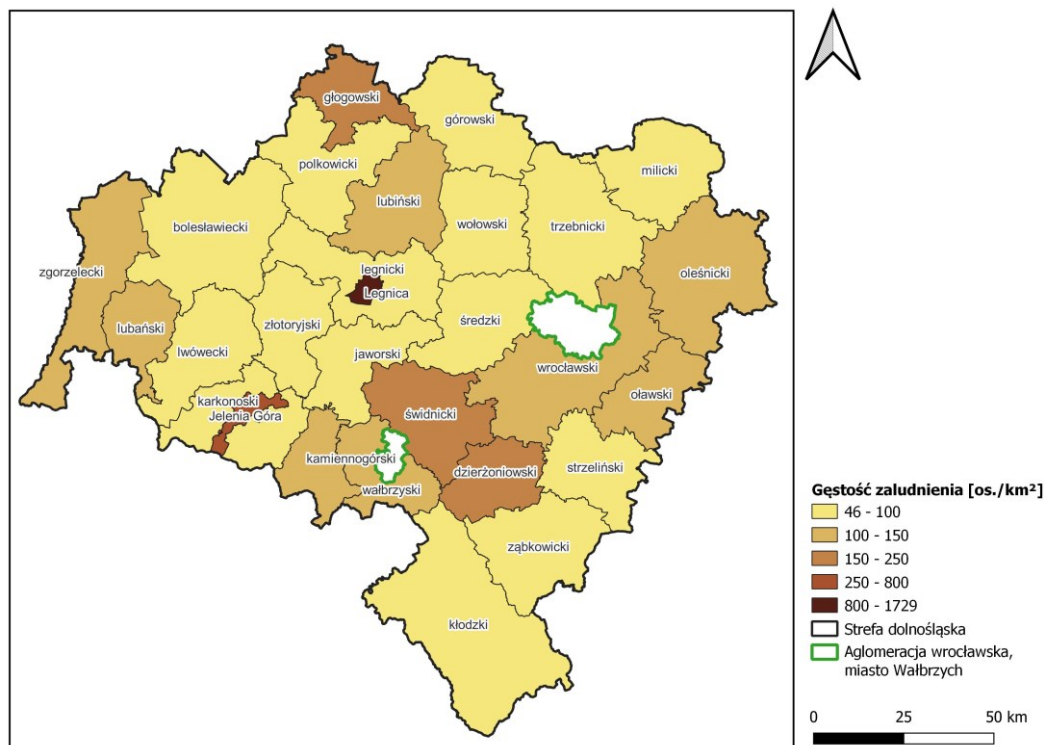 głogowski
górowski
polkowicki
milicki
lubiński
wołowski
trzebnicki
bolesławiecki
zgorzelecki
legnicki
oleśnicki
Legnica
lubański
złotoryjski
średzki
lwówecki
jaworski
wrocławski
oławski
karkonoski
Jelenia Góra
świdnicki
kamiennogórski
dzierżoniowski
strzeliński
wałbrzyski
ząbkowicki
kłodzki
Gęstość zaludnienia [os./km²]
46 - 100
100 - 150
150 - 250
250 - 800
800 - 1729
Strefa dolnośląska
Aglomeracja wrocławska,
miasto Wałbrzych
0 25 50 km